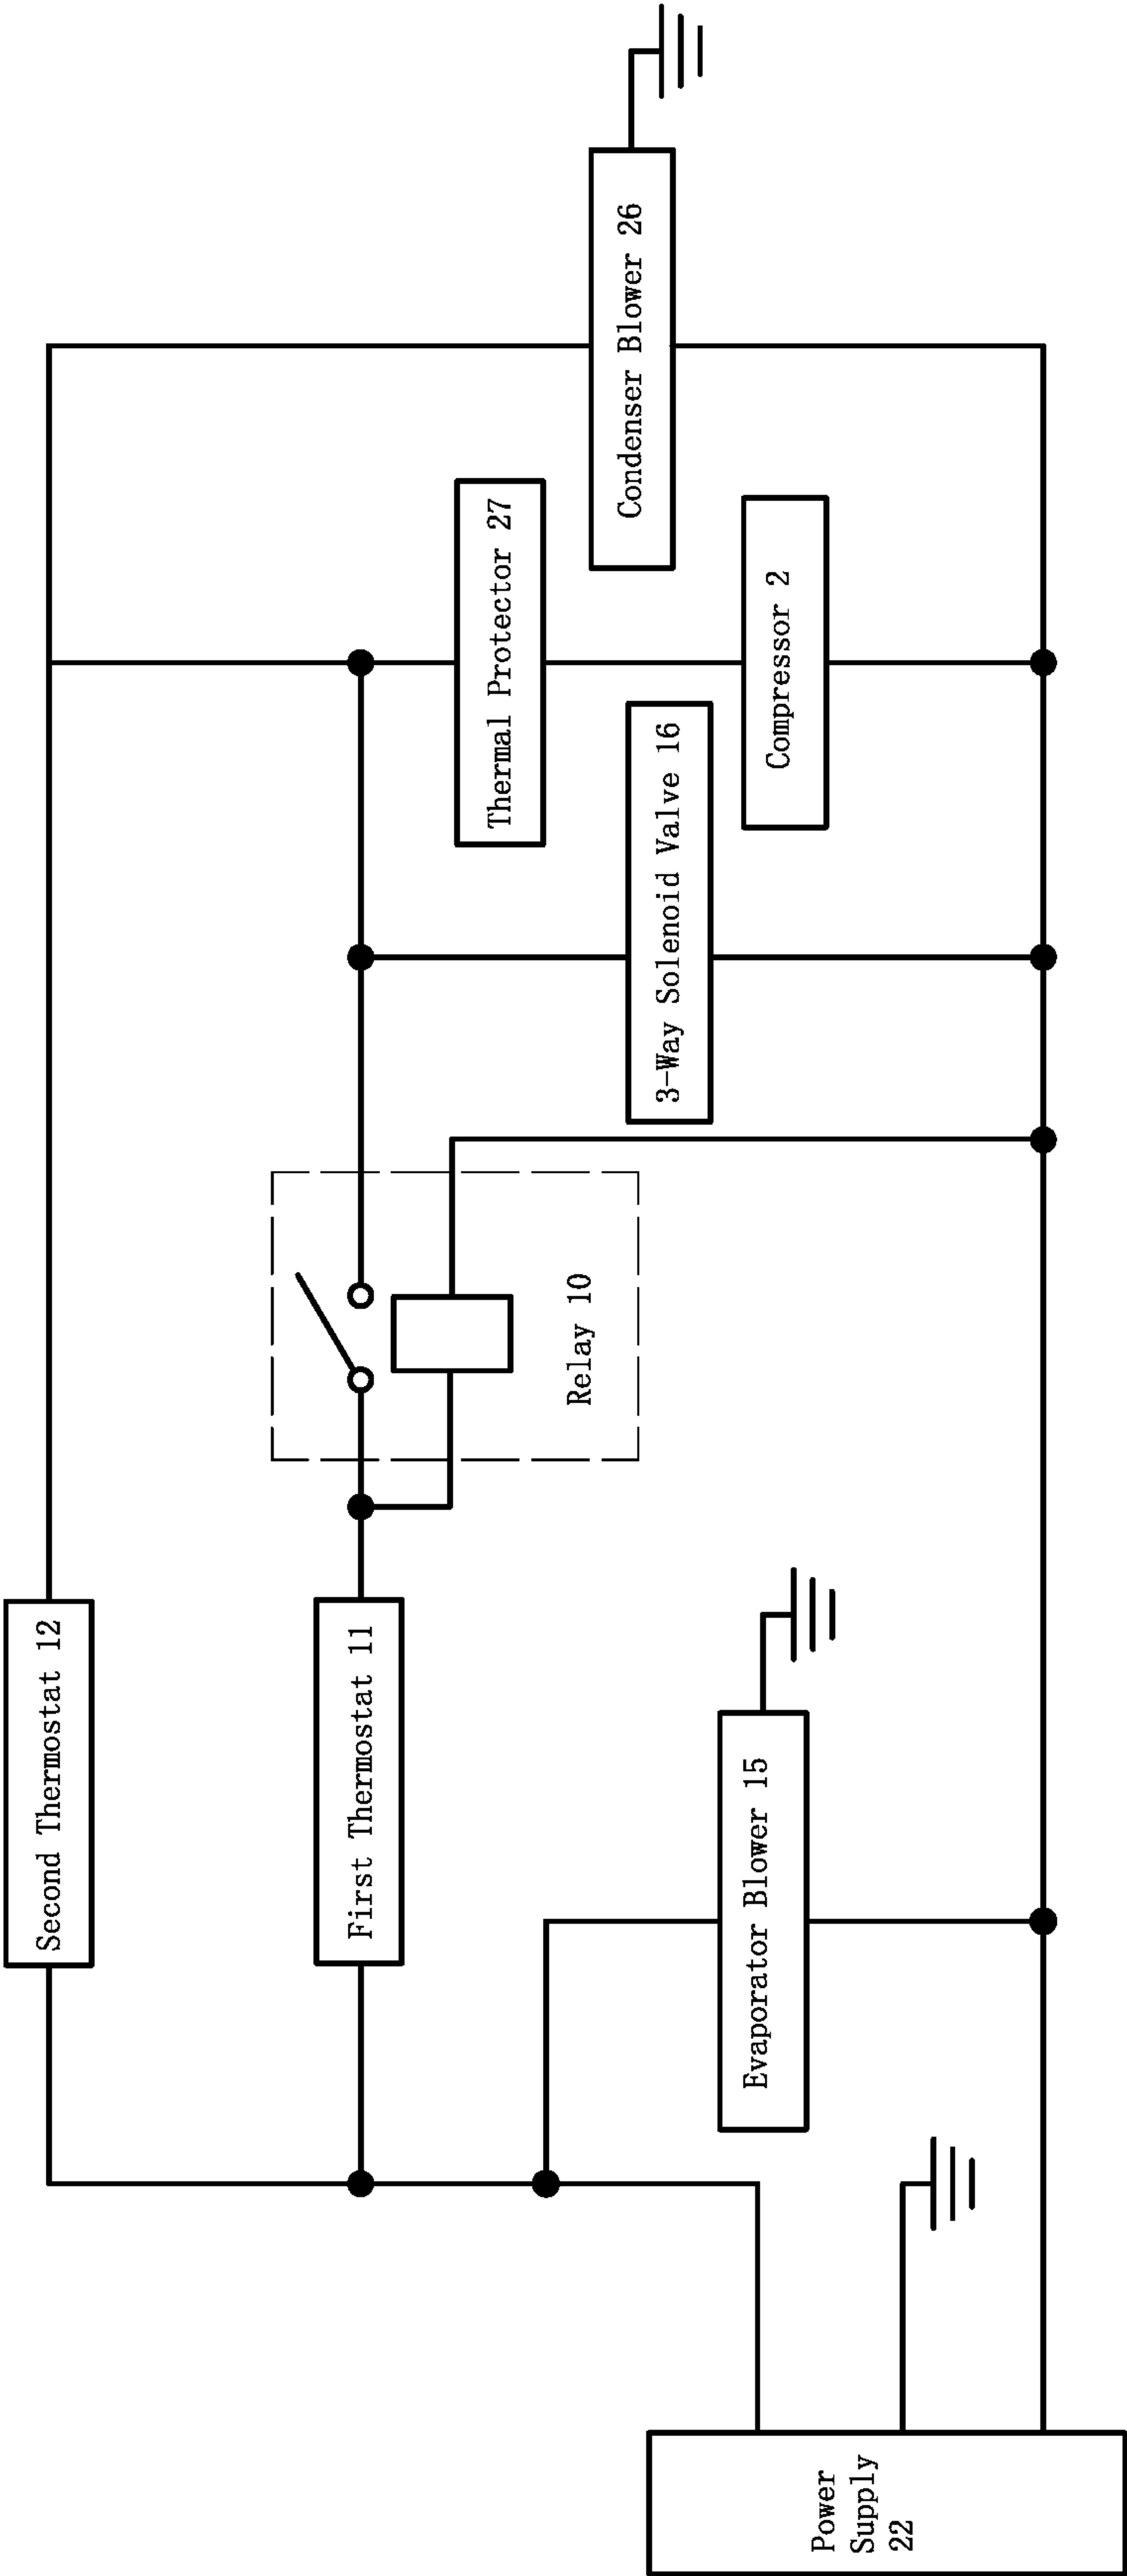 Second Thermostat 12
First Thermostat 11
Relay 10
Thermal Protector 27
Condenser Blower 26
3-Way Solenoid Valve 16
Compressor 2
Evaporator Blower 15
Power
Supply
22